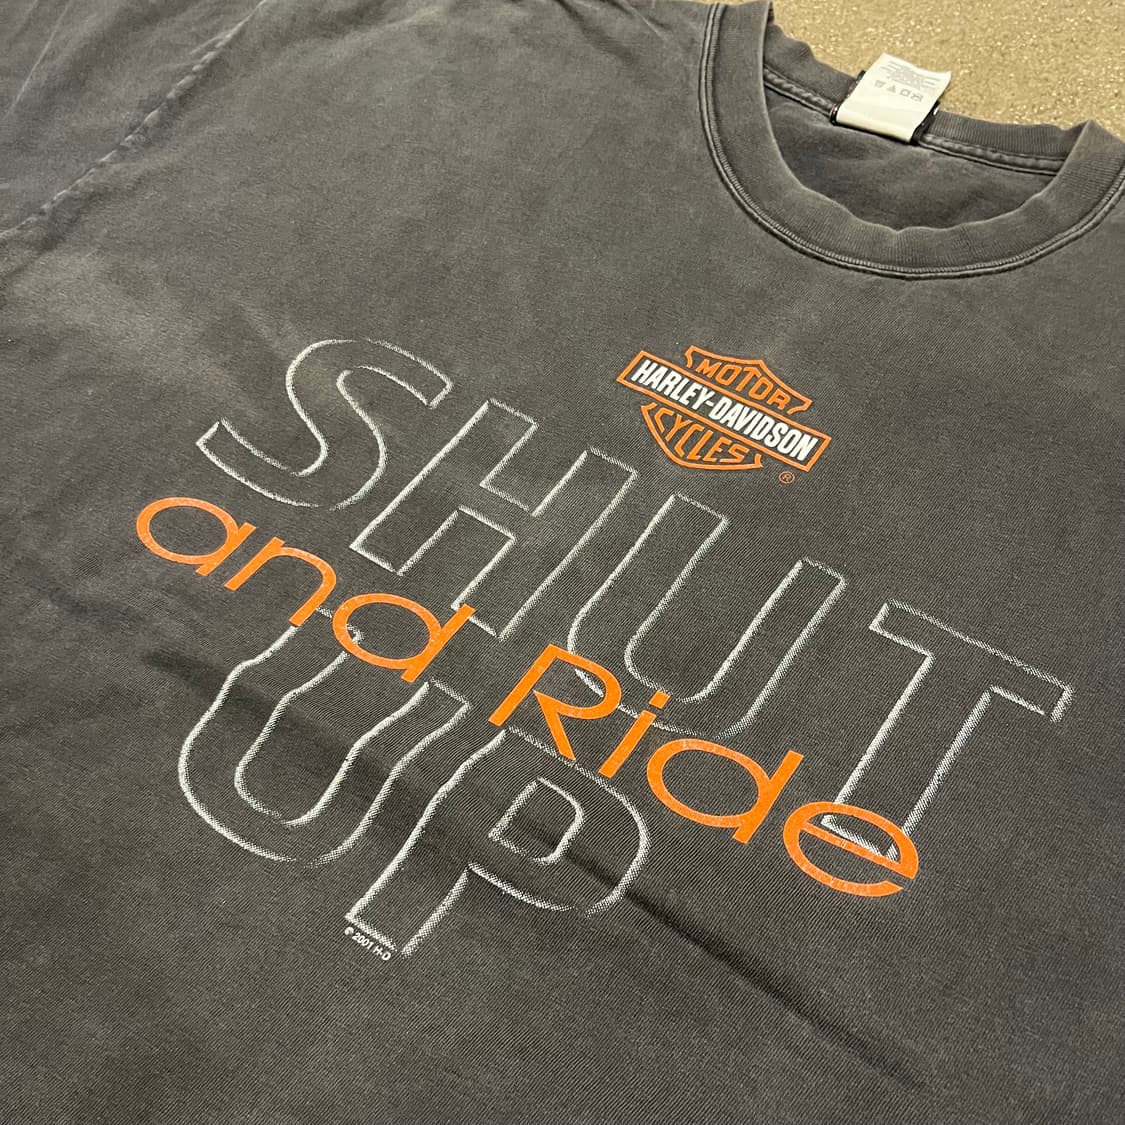 MOTOR
HARLEY-DAVIDSON
CYCLES
®
SHUT
and Ride
UP
© 2001 H-D